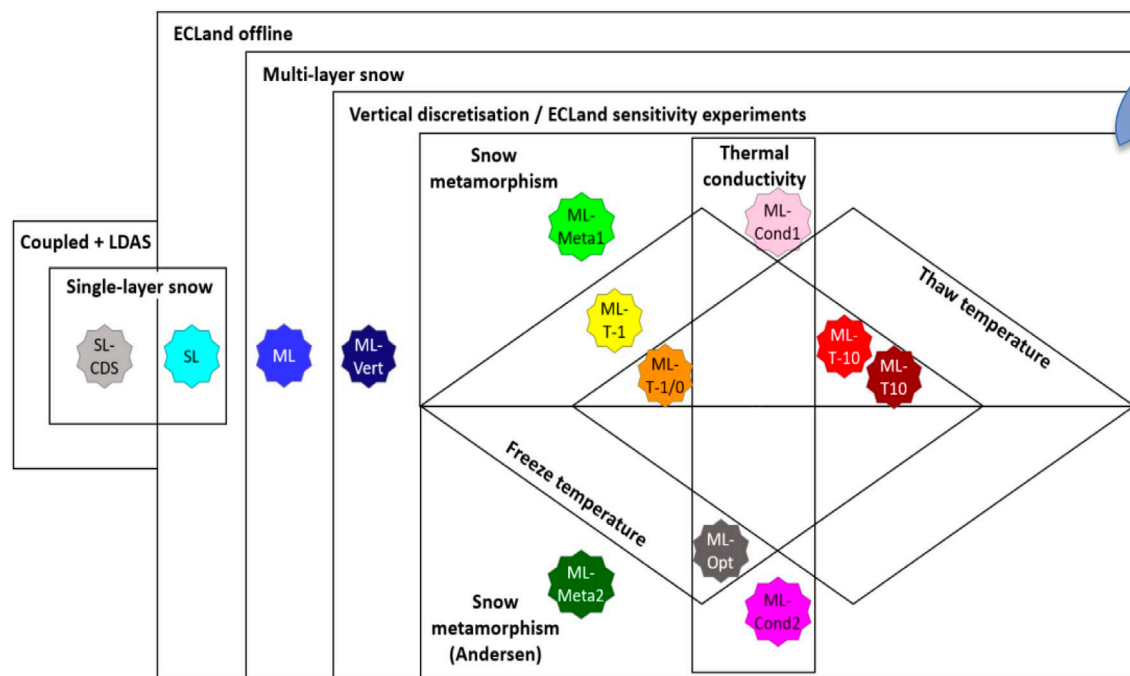 ECLand offline
Multi-layer snow
Vertical discretisation / ECLand sensitivity experiments
Snow
metamorphism
Thermal
conductivity
ML-
Meta1
ML-
Cond1
Coupled + LDAS
Single-layer snow
Thaw temperature
SL-
CDS
SL
ML
ML-
Vert
ML-
T-1
ML-
T-1/0
ML-
T-10
ML-
T10
Freeze temperature
ML-
Opt
ML-
Meta2
ML-
Cond2
Snow
metamorphism
(Andersen)